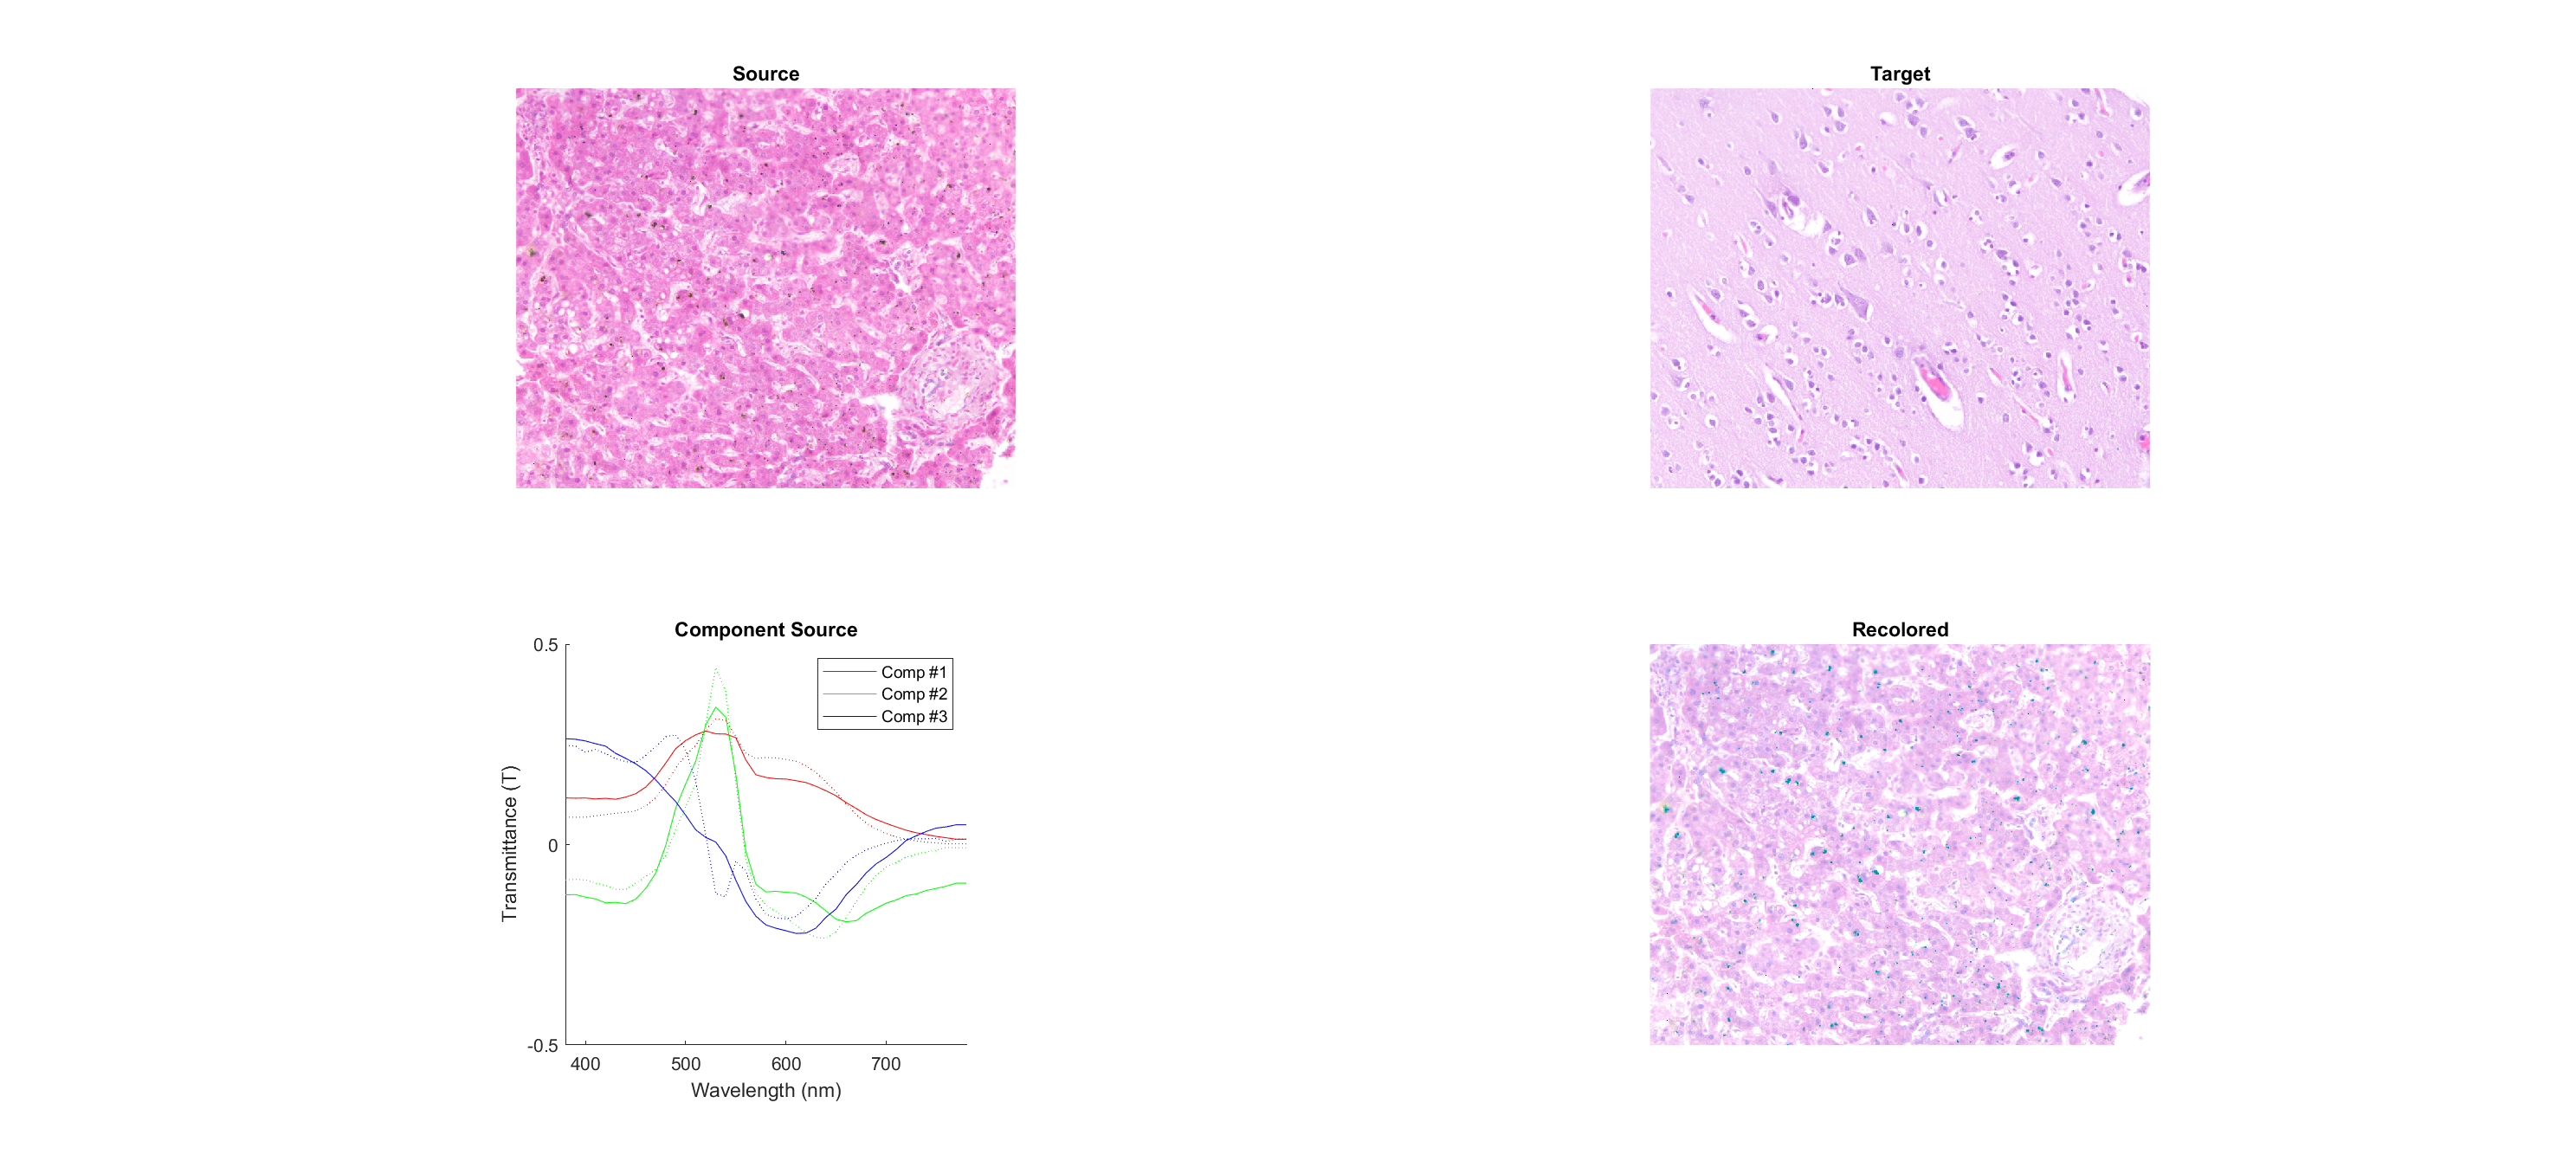 Source
Target
Component Source
0.5
0
-0.5
Transmittance (T)
400 500 600 700
Wavelength (nm)
Comp #1
Comp #2
Comp #3
Recolored